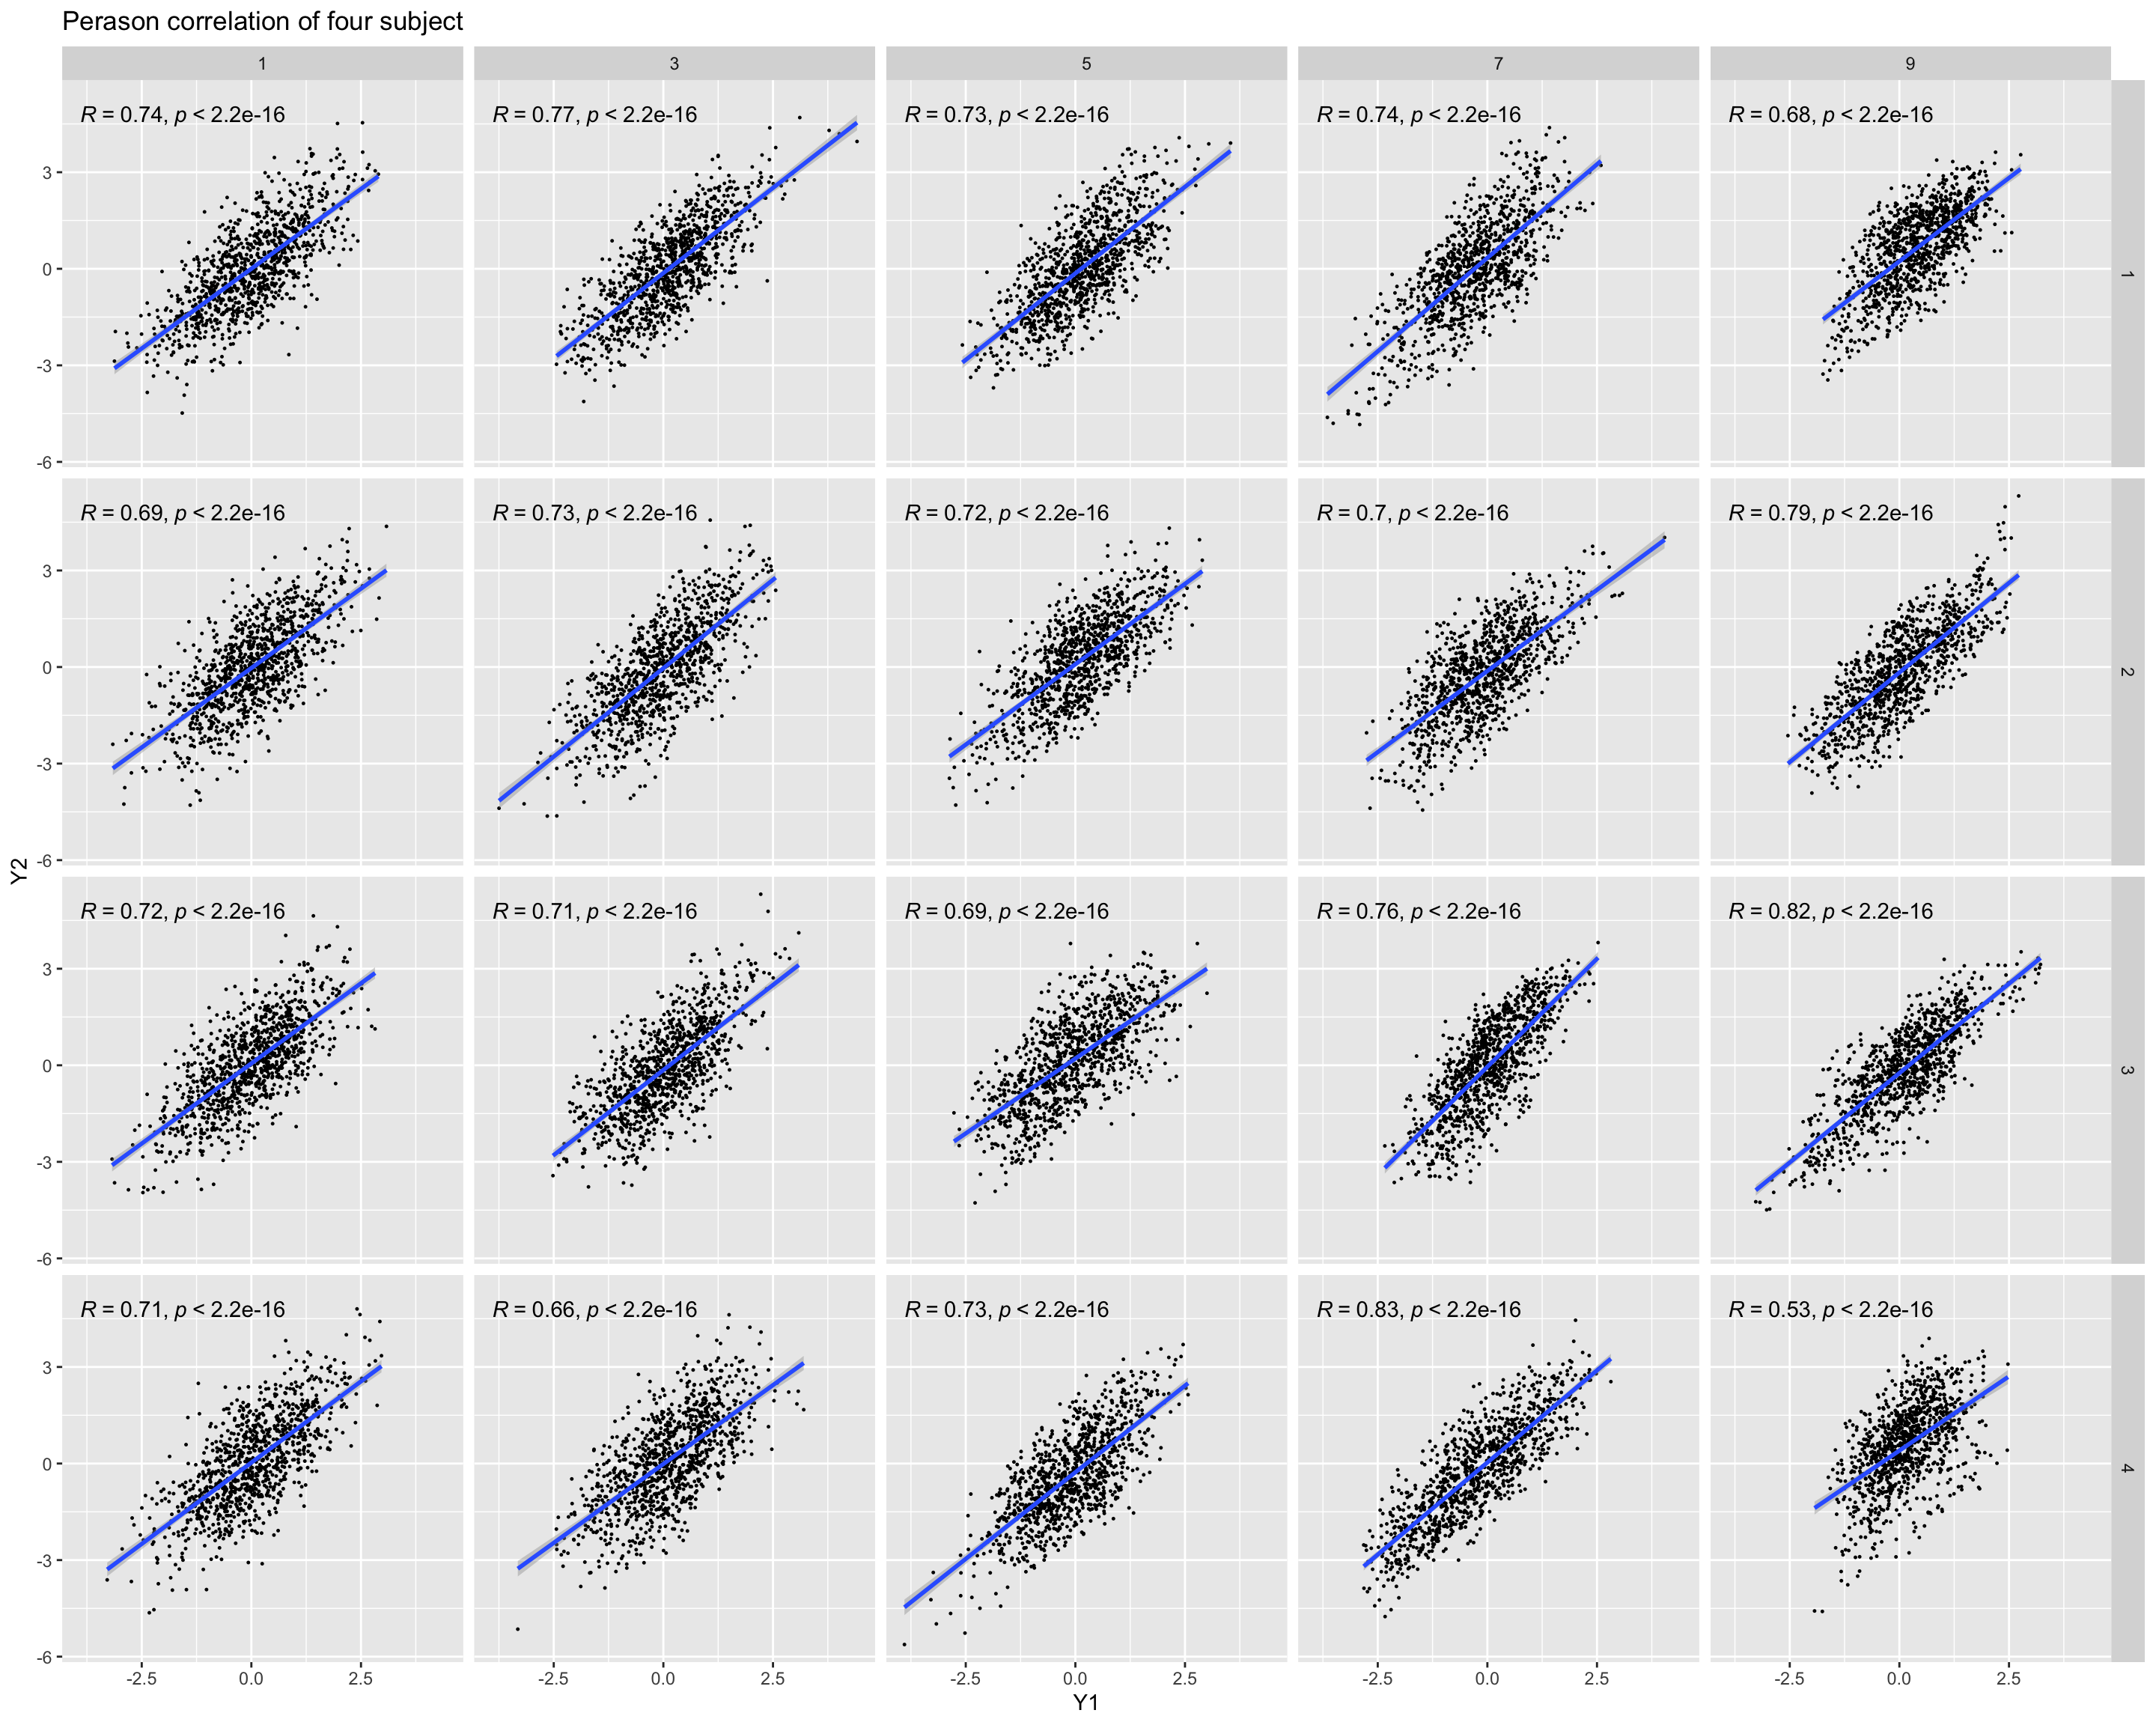 Perason correlation of four subject
1 3 5 7 9
R = 0.74, p < 2.2e-16 R = 0.77, p < 2.2e-16 R = 0.73, p < 2.2e-16 R = 0.74, p < 2.2e-16 R = 0.68, p < 2.2e-16
3
0
-3
-6
1
R = 0.69, p < 2.2e-16 R = 0.73, p < 2.2e-16 R = 0.72, p < 2.2e-16 R = 0.7, p < 2.2e-16 R = 0.79, p < 2.2e-16
3
0
-3
-6
2
Y2
R = 0.72, p < 2.2e-16 R = 0.71, p < 2.2e-16 R = 0.69, p < 2.2e-16 R = 0.76, p < 2.2e-16 R = 0.82, p < 2.2e-16
3
0
-3
-6
3
R = 0.71, p < 2.2e-16 R = 0.66, p < 2.2e-16 R = 0.73, p < 2.2e-16 R = 0.83, p < 2.2e-16 R = 0.53, p < 2.2e-16
3
0
-3
-6
4
-2.5 0.0 2.5 -2.5 0.0 2.5 -2.5 0.0 2.5 -2.5 0.0 2.5 -2.5 0.0 2.5
Y1